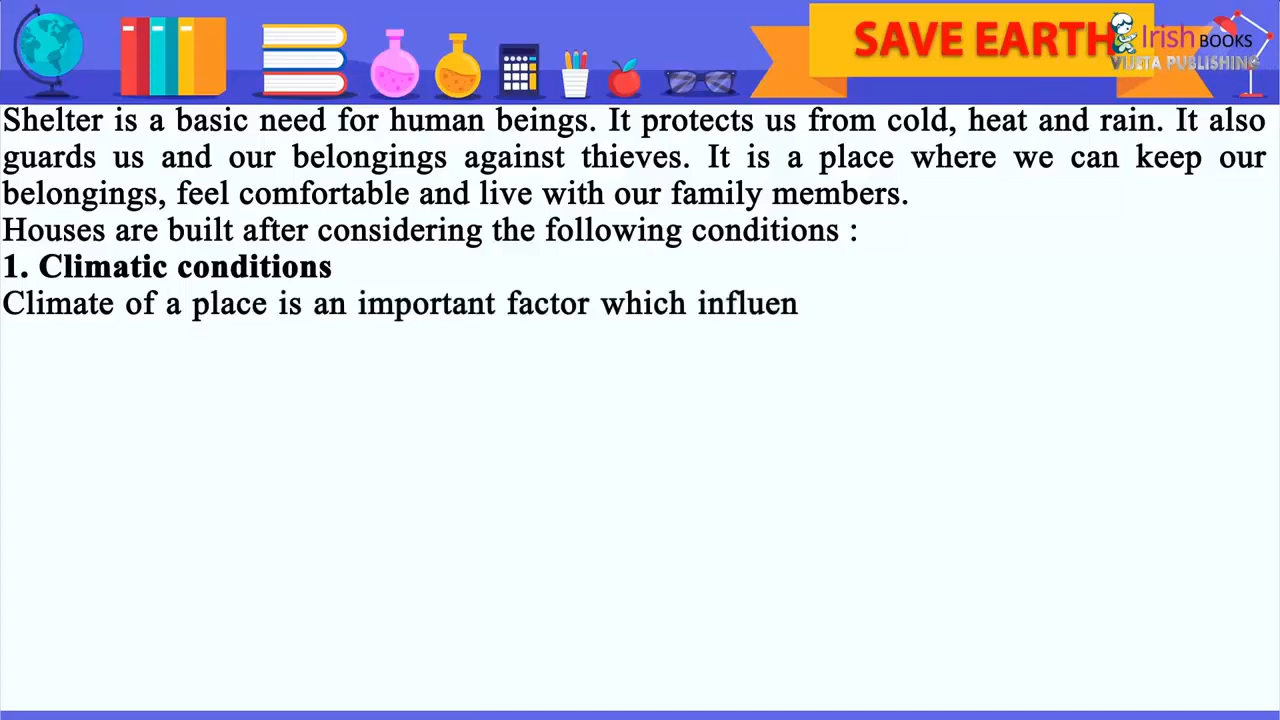 SAVE EARTH
Irish BOOKS
VIJETA PUBLISHING
Shelter is a basic need for human beings. It protects us from cold, heat and rain. It also
guards us and our belongings against thieves. It is a place where we can keep our
belongings, feel comfortable and live with our family members.
Houses are built after considering the following conditions :
1. Climatic conditions
Climate of a place is an important factor which influen